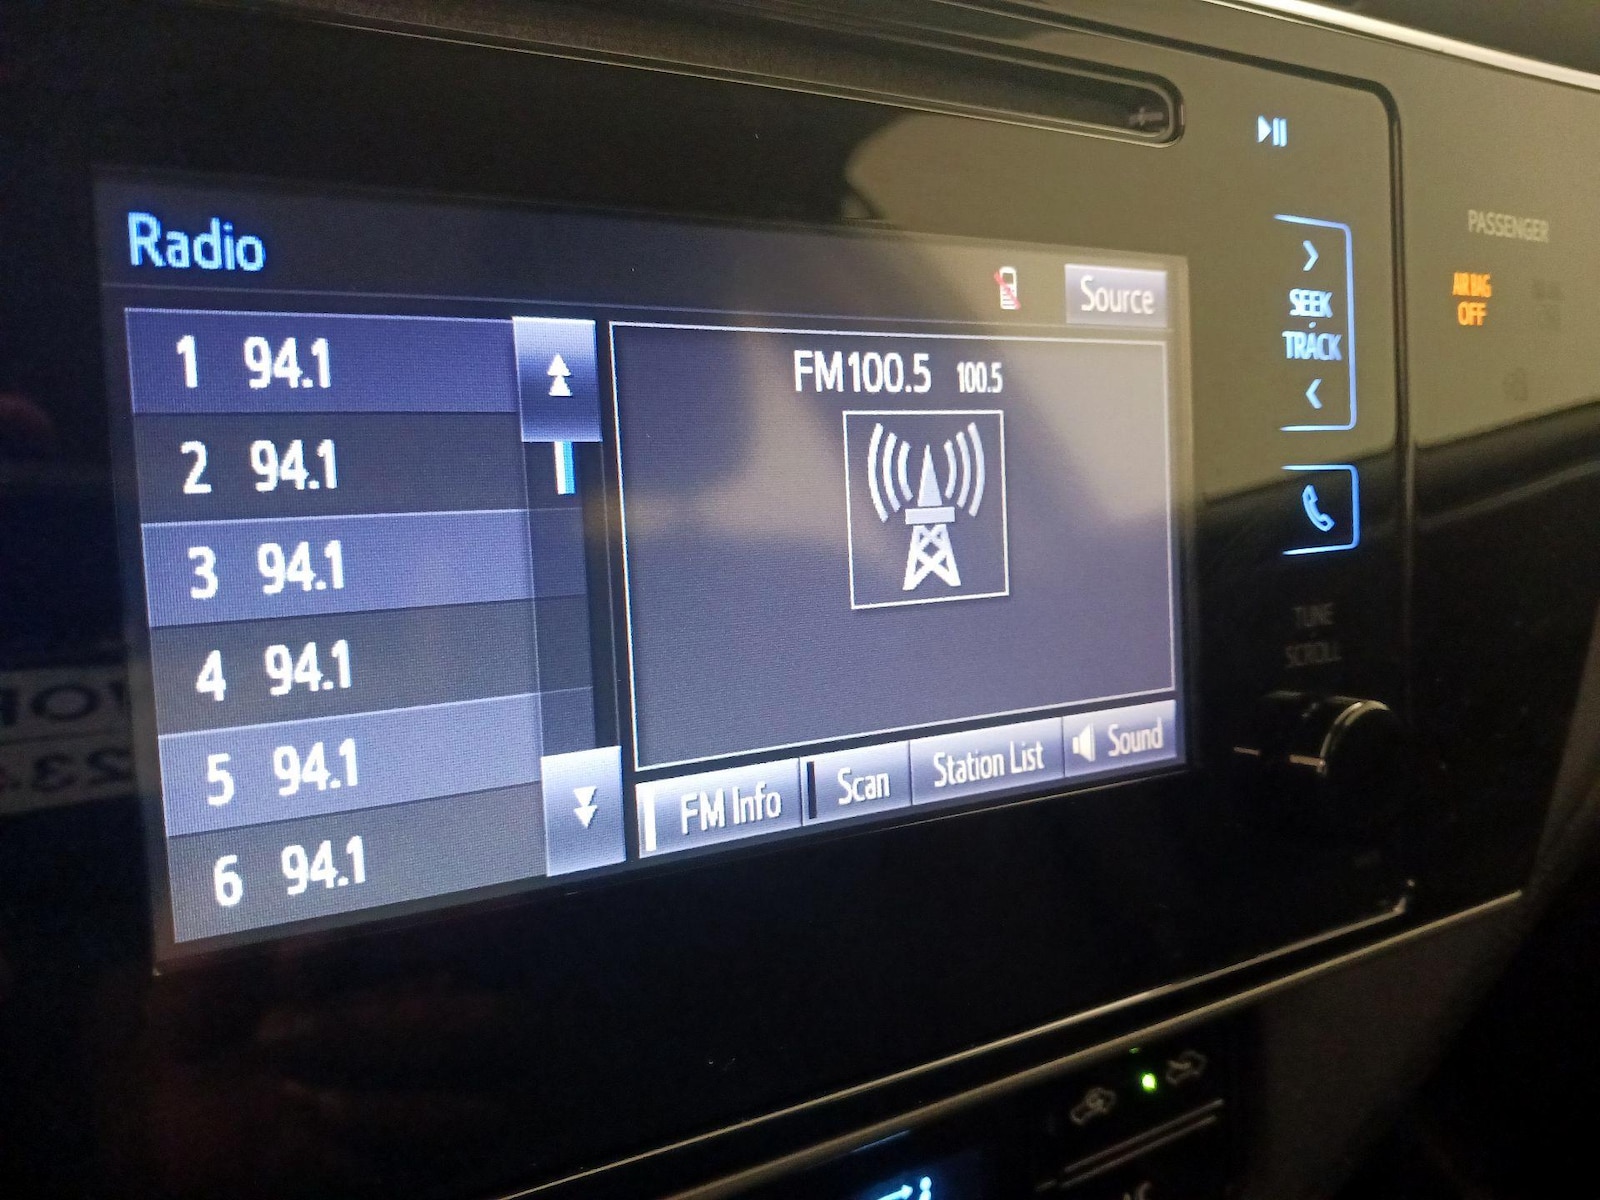 Radio
Source
1 94.1
2 94.1
3 94.1
4 94.1
5 94.1
6 94.1
FM100.5 100.5
FM Info
Scan
Station List
Sound
SEEK
TRACK
TUNE
SCROLL
PASSENGER
AIR BAG
OFF